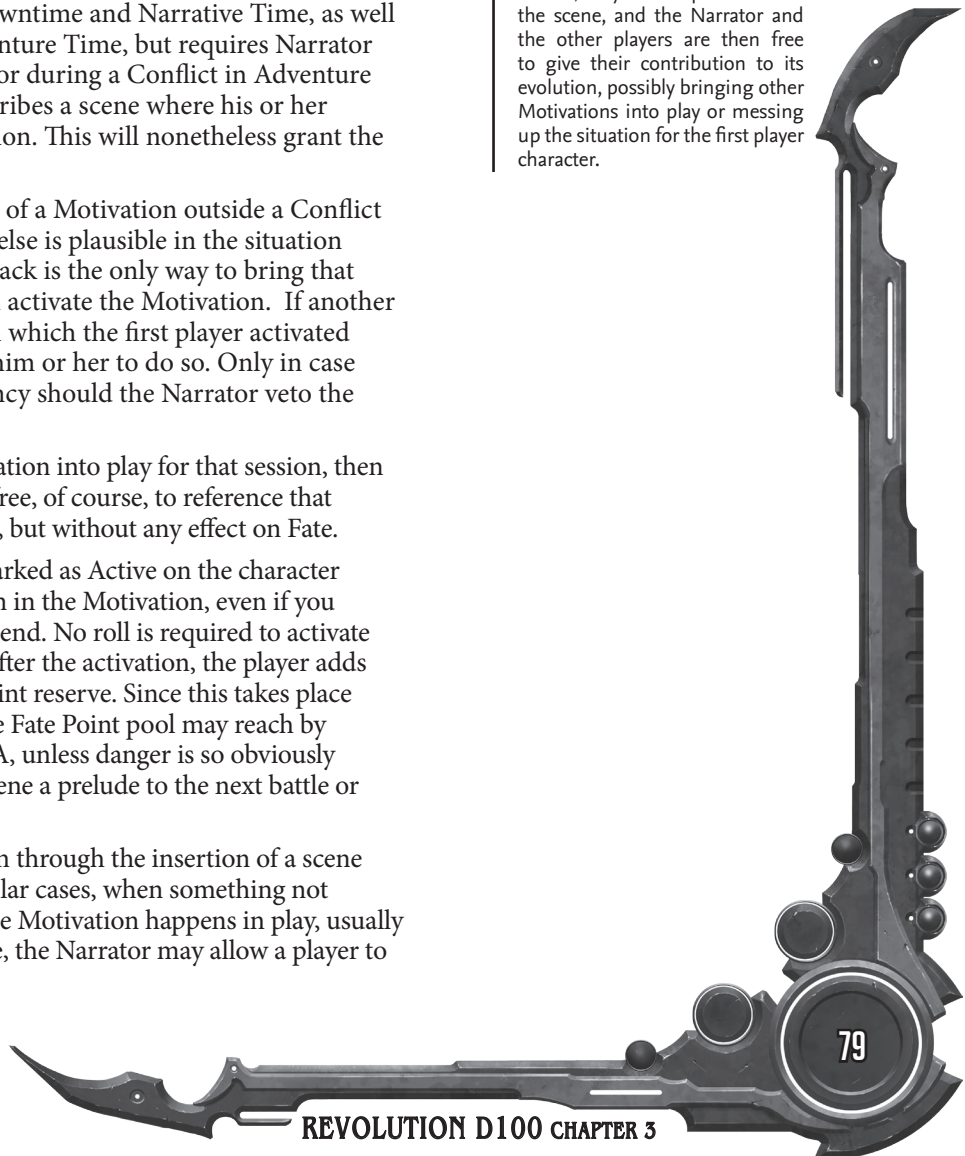 wntime and Narrative Time, as well
nture Time, but requires Narrator
or during a Conflict in Adventure
ribes a scene where his or her
ion. This will nonetheless grant the
of a Motivation outside a Conflict
else is plausible in the situation
ack is the only way to bring that
activate the Motivation.  If another
which the first player activated
him or her to do so. Only in case
ncy should the Narrator veto the
ation into play for that session, then
free, of course, to reference that
, but without any effect on Fate.
arked as Active on the character
n in the Motivation, even if you
end. No roll is required to activate
fter the activation, the player adds
int reserve. Since this takes place
e Fate Point pool may reach by
A, unless danger is so obviously
ene a prelude to the next battle or
n through the insertion of a scene
lar cases, when something not
e Motivation happens in play, usually
e, the Narrator may allow a player to
the scene, and the Narrator and
the other players are then free
to give their contribution to its
evolution, possibly bringing other
Motivations into play or messing
up the situation for the first player
character.
79
REVOLUTION D100 CHAPTER 3